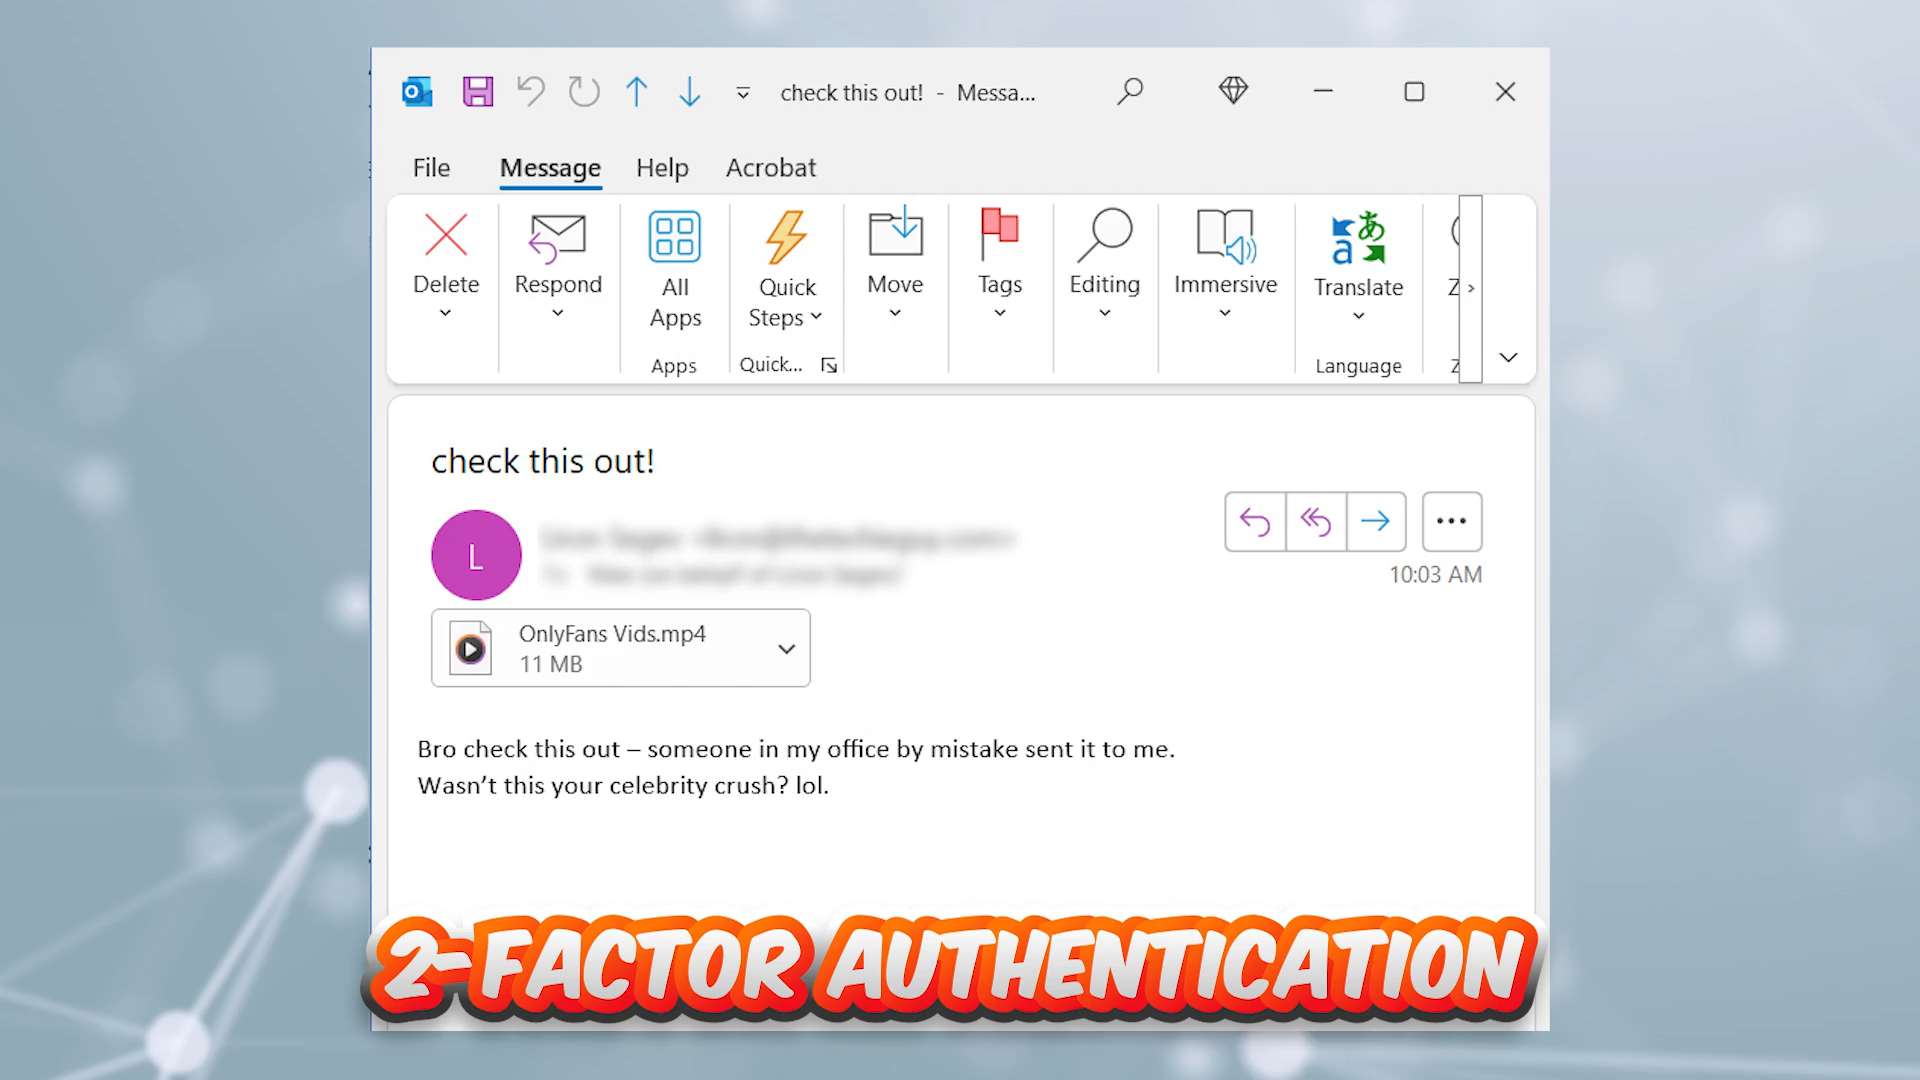 check this out! - Messa...
File Message Help Acrobat
Delete
Respond
All
Apps
Apps
Quick
Steps
Quick...
Move
Tags
Editing
Immersive
Translate
Language
check this out!
L
10:03 AM
OnlyFans Vids.mp4
11 MB
Bro check this out – someone in my office by mistake sent it to me.
Wasn’t this your celebrity crush? lol.
2-FACTOR AUTHENTICATION